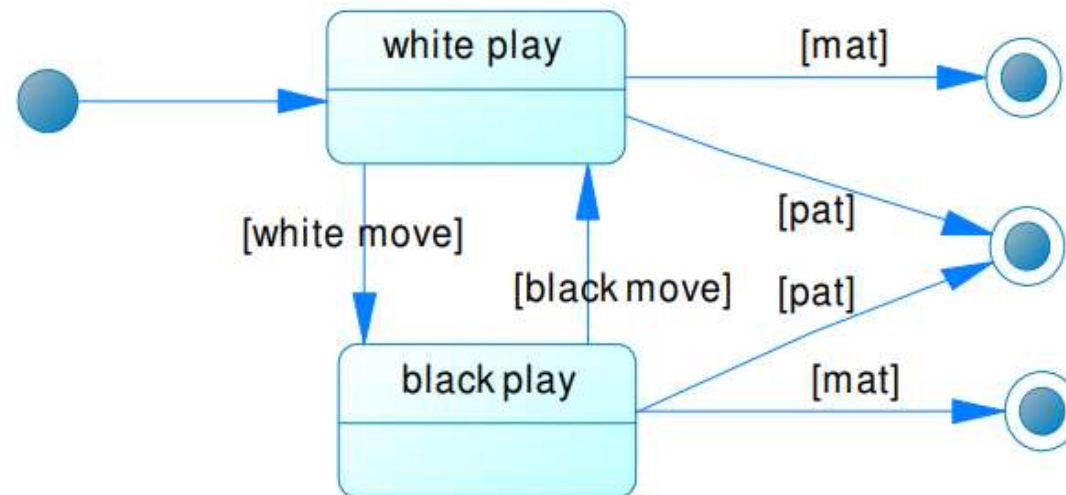 white play
[mat]
[pat]
[white move]
[black move]
[pat]
black play
[mat]